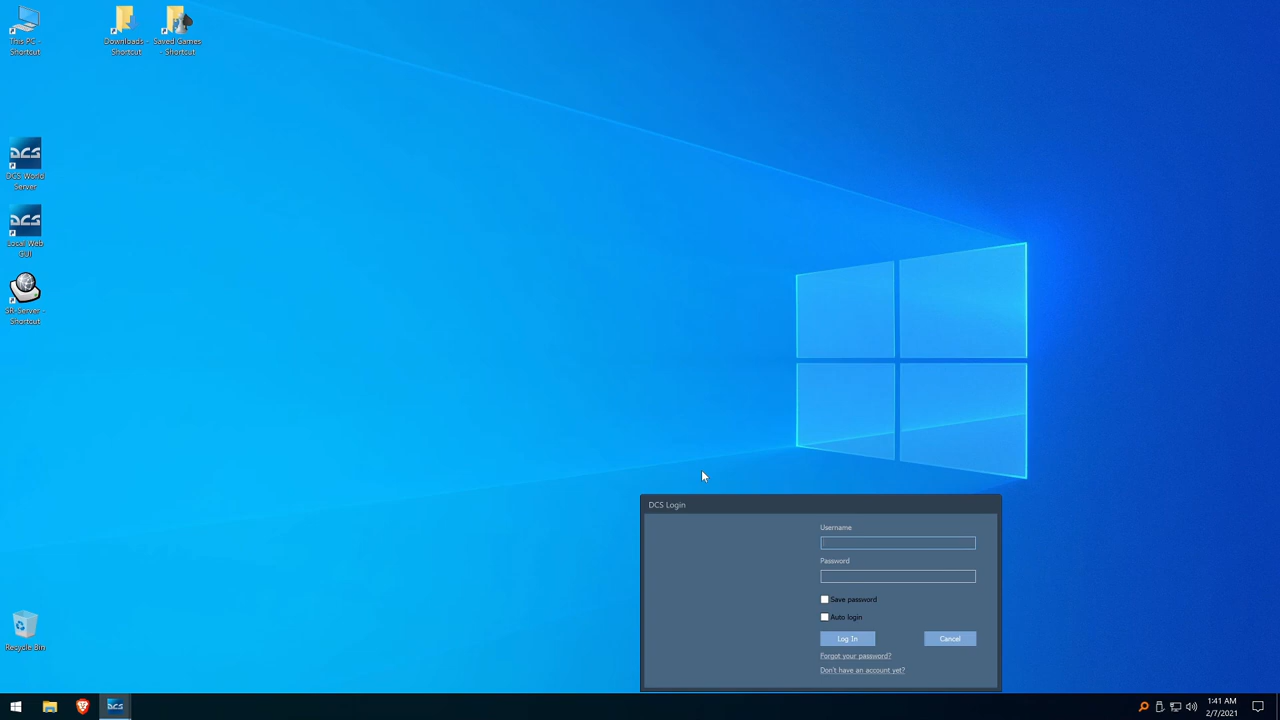 This PC -
Shortcut
Downloads -
Shortcut
Saved Games
- Shortcut
DCS
DCS World
Server
DCS
Local Web
GUI
SR-Server -
Shortcut
Recycle Bin
DCS Login
Username
Password
Save password
Auto login
Log In
Cancel
Forgot your password?
Don't have an account yet?
DCS
1:41 AM
2/7/2021